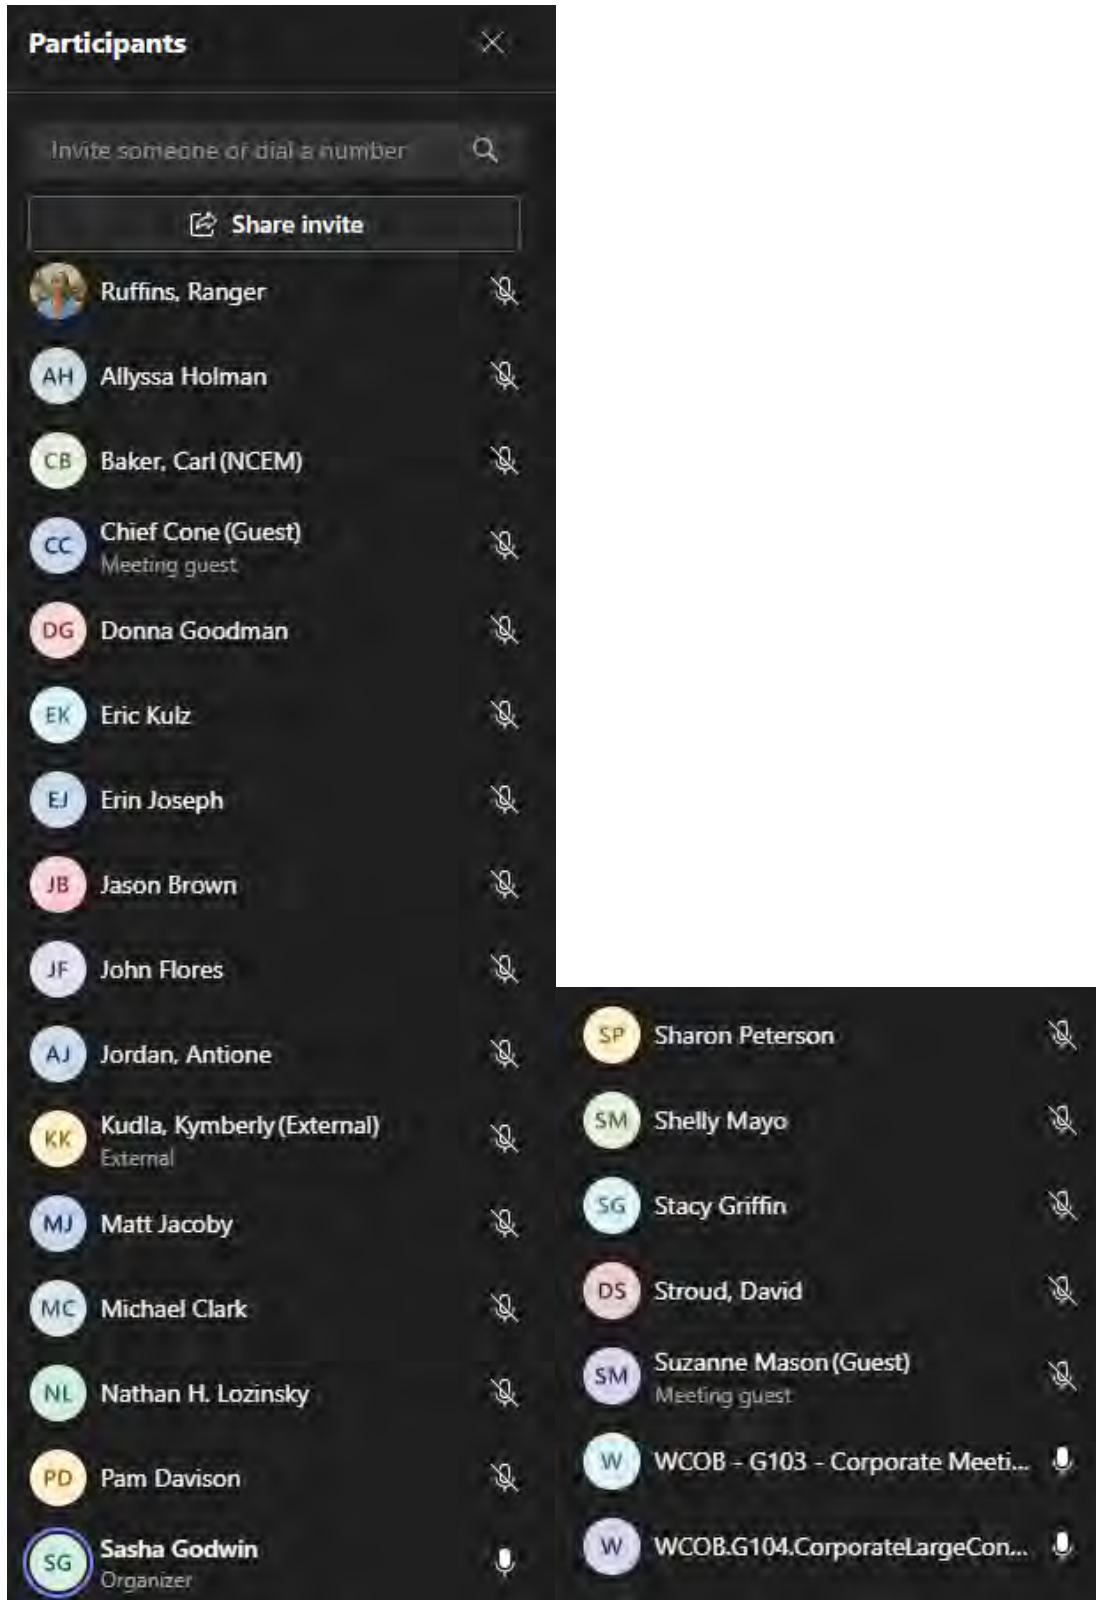 Participants
Invite someone or dial a number
Share invite
Ruffins, Ranger
AH Allyssa Holman
CB Baker, Carl (NCEM)
CC Chief Cone (Guest)
Meeting guest
DG Donna Goodman
EK Eric Kulz
EJ Erin Joseph
JB Jason Brown
JF John Flores
AJ Jordan, Antione
KK Kudla, Kymberly (External)
External
MJ Matt Jacoby
MC Michael Clark
NL Nathan H. Lozinsky
PD Pam Davison
SG Sasha Godwin
Organizer
SP Sharon Peterson
SM Shelly Mayo
SG Stacy Griffin
DS Stroud, David
SM Suzanne Mason (Guest)
Meeting guest
W WCOB - G103 - Corporate Meeti...
W WCOB.G104.CorporateLargeCon...